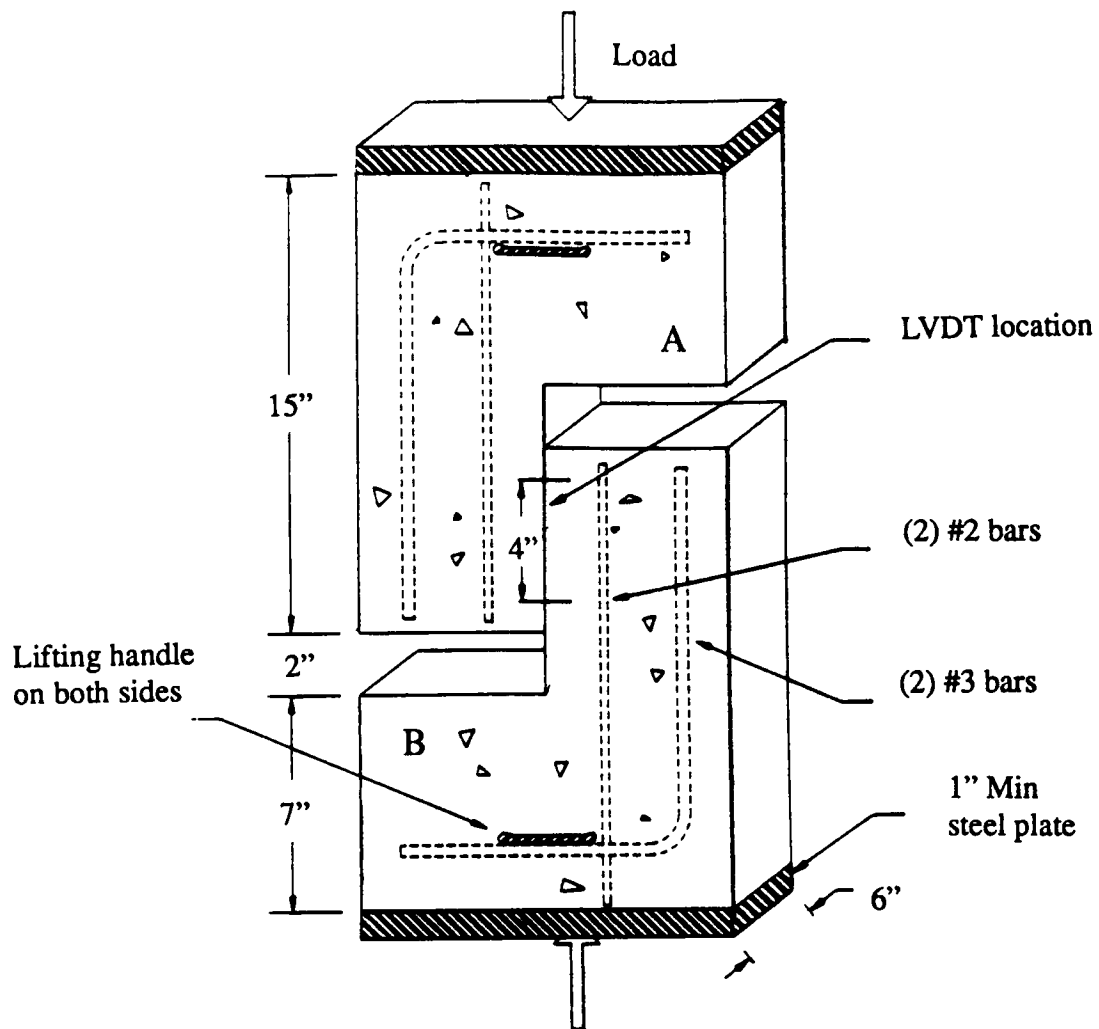 Load
A
LVDT location
15”
4”
(2) #2 bars
2”
Lifting handle
on both sides
(2) #3 bars
B
7”
1” Min
steel plate
6”